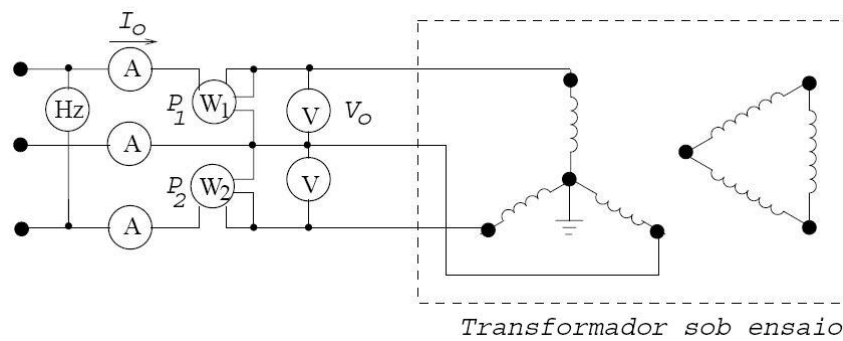 I_o
A
W_1
P_1
Hz
V
V_o
A
P_2
W_2
V
A
Transformador sob ensaio